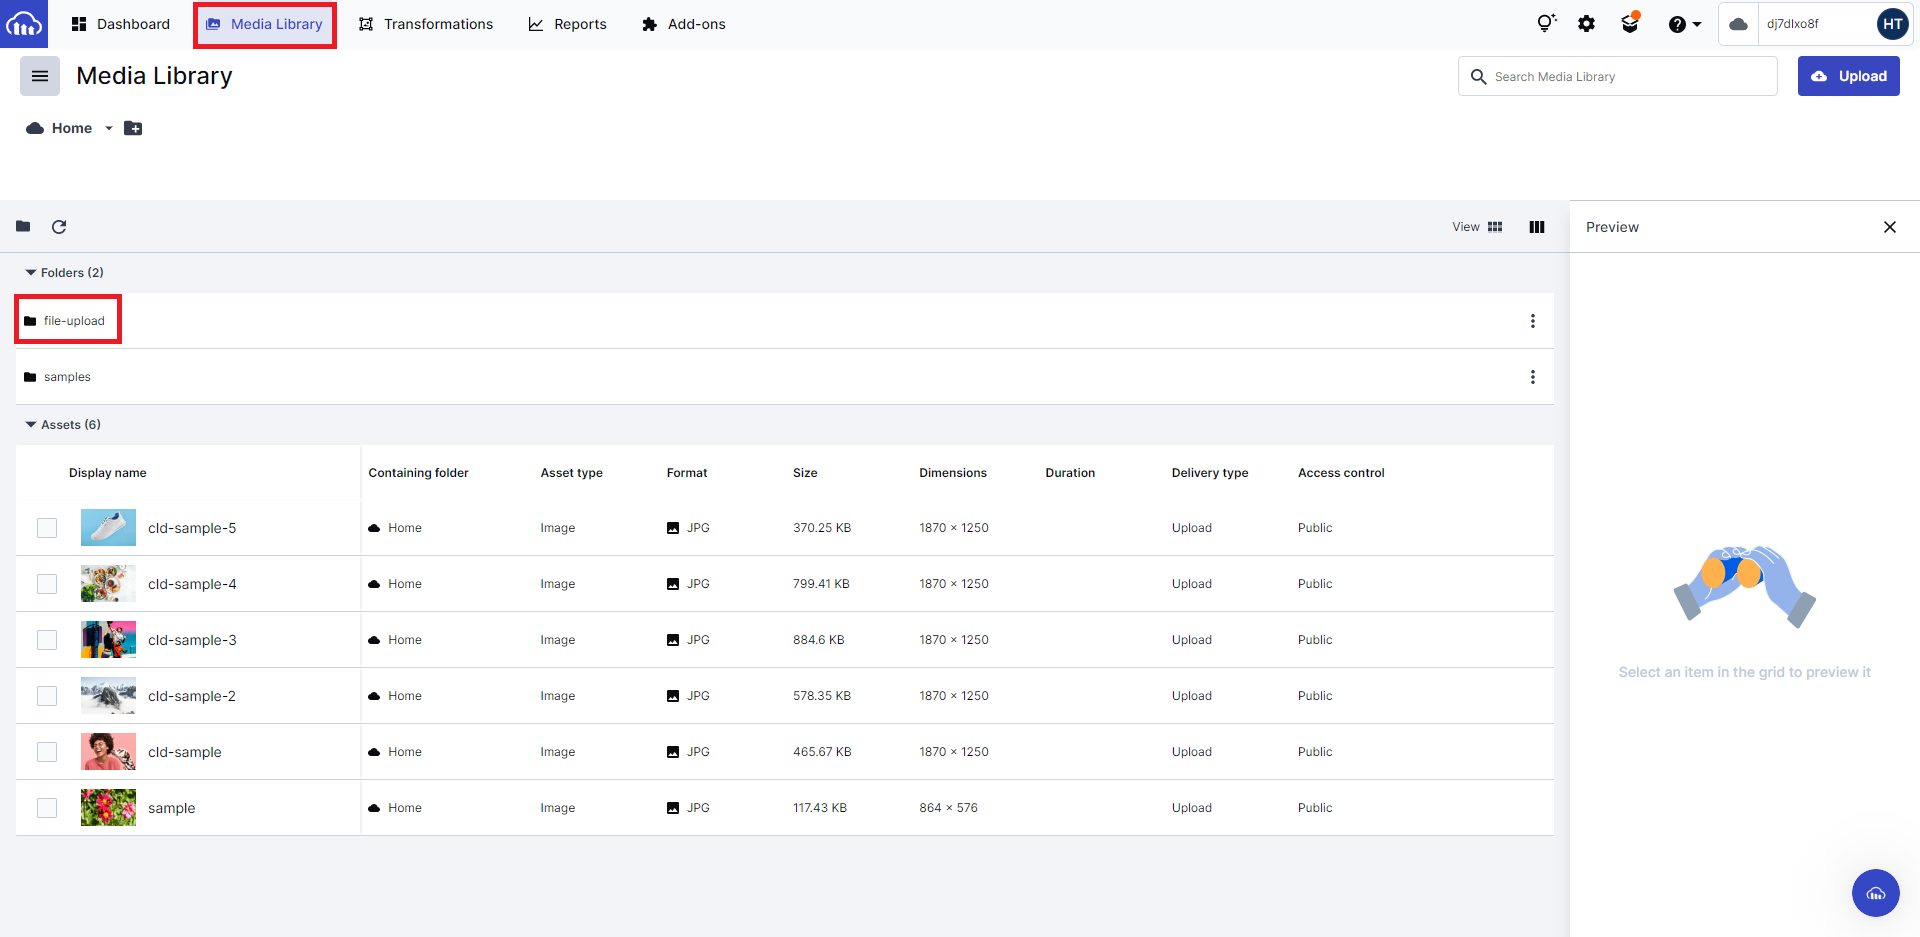 Dashboard Media Library Transformations Reports Add-ons dj7dlxo8f HT
Media Library Search Media Library Upload
Home
View Preview
Folders (2)
file-upload
samples
Assets (6)
Display name Containing folder Asset type Format Size Dimensions Duration Delivery type Access control
cld-sample-5 Home Image JPG 370.25 KB 1870 × 1250 Upload Public
cld-sample-4 Home Image JPG 799.41 KB 1870 × 1250 Upload Public
cld-sample-3 Home Image JPG 884.6 KB 1870 × 1250 Upload Public
Select an item in the grid to preview it
cld-sample-2 Home Image JPG 578.35 KB 1870 × 1250 Upload Public
cld-sample Home Image JPG 465.67 KB 1870 × 1250 Upload Public
sample Home Image JPG 117.43 KB 864 × 576 Upload Public